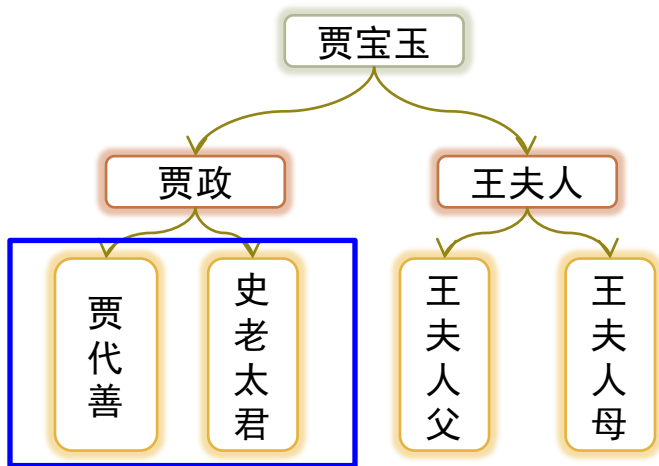 贾宝玉
贾政
王夫人
贾代善
史老太君
王夫人父
王夫人母